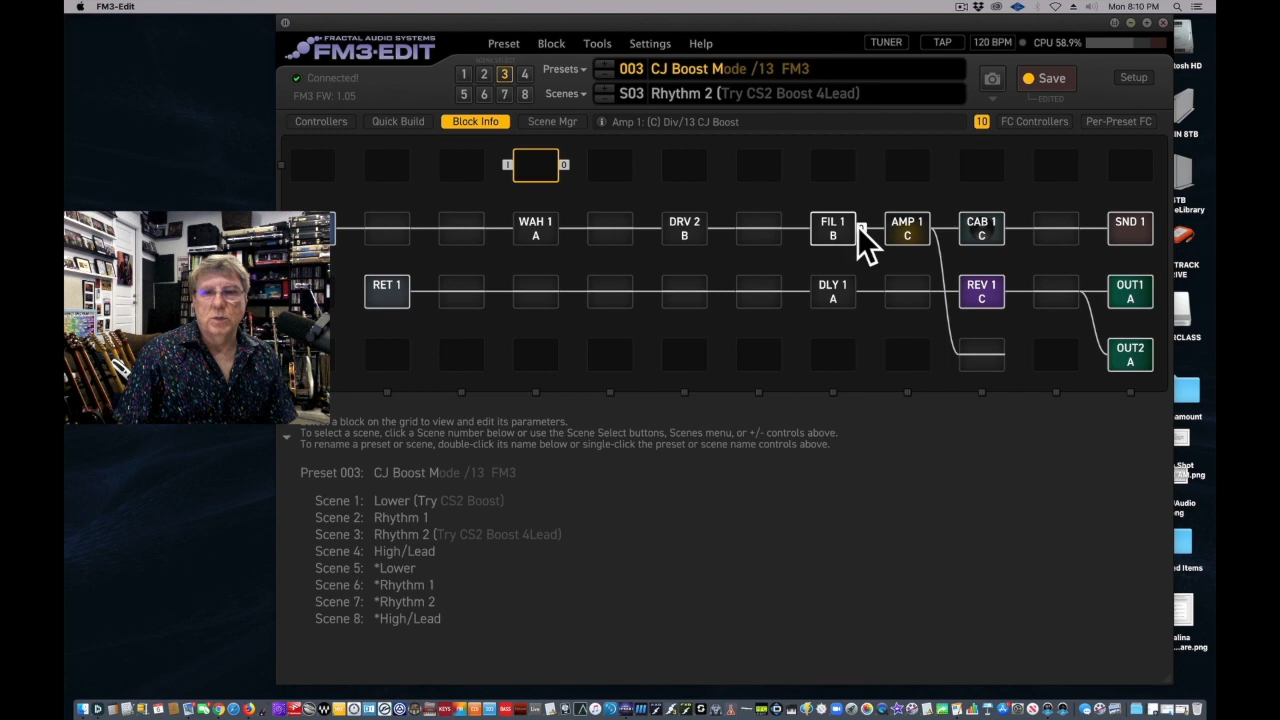 FM3-Edit
Mon 8:10 PM
FRACTAL AUDIO SYSTEMS
FM3-EDIT
Preset Block Tools Settings Help
TUNER TAP 120 BPM CPU 58.9%
SCENE SELECT
1 2 3 4
5 6 7 8
Connected!
FM3 FW: 1.05
Presets 003 CJ Boost Mode /13 FM3
Scenes S03 Rhythm 2 (Try CS2 Boost 4Lead)
Save
EDITED
Setup
Controllers Quick Build Block Info Scene Mgr Amp 1: (C) Div/13 CJ Boost 10 FC Controllers Per-Preset FC
I O
WAH 1 A
DRV 2 B
FIL 1 B
AMP 1 C
CAB 1 C
SND 1
RET 1
DLY 1 A
REV 1 C
OUT1 A
OUT2 A
a block on the grid to view and edit its parameters.
To select a scene, click a Scene number below or use the Scene Select buttons, Scenes menu, or +/- controls above.
To rename a preset or scene, double-click its name below or single-click the preset or scene name controls above.
Preset 003: CJ Boost Mode /13 FM3
Scene 1: Lower (Try CS2 Boost)
Scene 2: Rhythm 1
Scene 3: Rhythm 2 (Try CS2 Boost 4Lead)
Scene 4: High/Lead
Scene 5: *Lower
Scene 6: *Rhythm 1
Scene 7: *Rhythm 2
Scene 8: *High/Lead